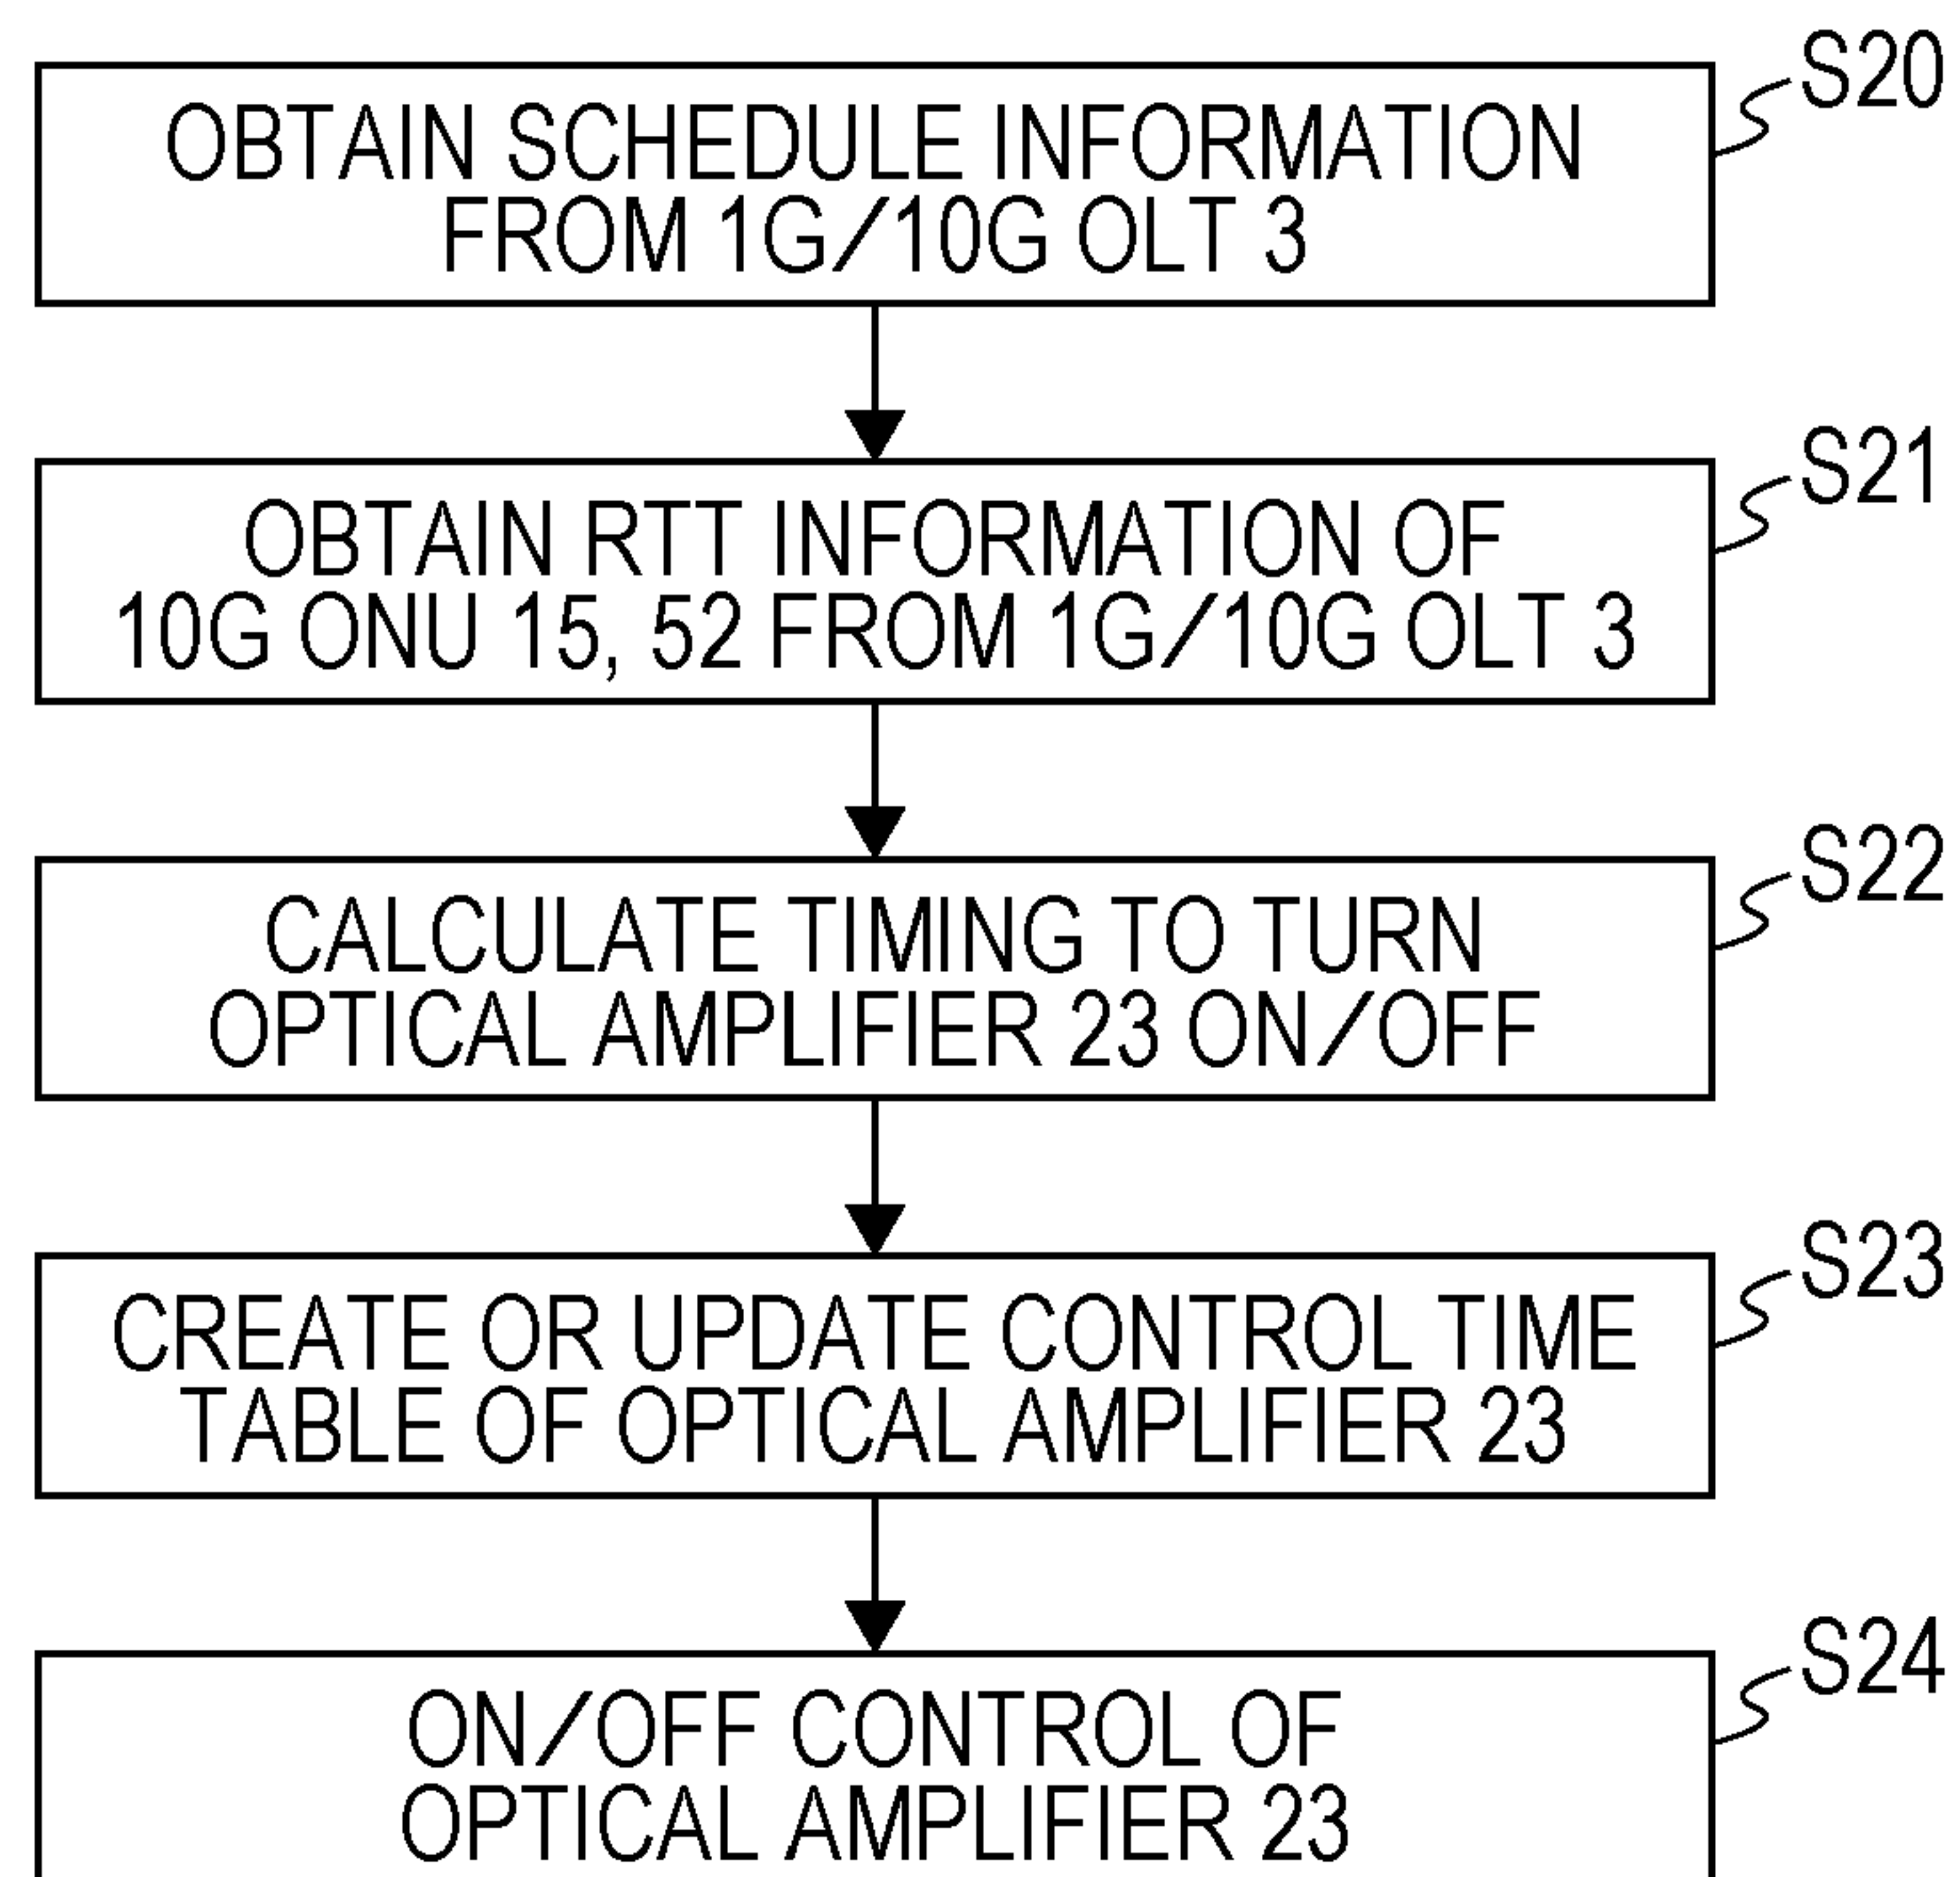 S20
OBTAIN SCHEDULE INFORMATION
FROM 1G/10G OLT 3
S21
OBTAIN RTT INFORMATION OF
10G ONU 15, 52 FROM 1G/10G OLT 3
S22
CALCULATE TIMING TO TURN
OPTICAL AMPLIFIER 23 ON/OFF
S23
CREATE OR UPDATE CONTROL TIME
TABLE OF OPTICAL AMPLIFIER 23
S24
ON/OFF CONTROL OF
OPTICAL AMPLIFIER 23